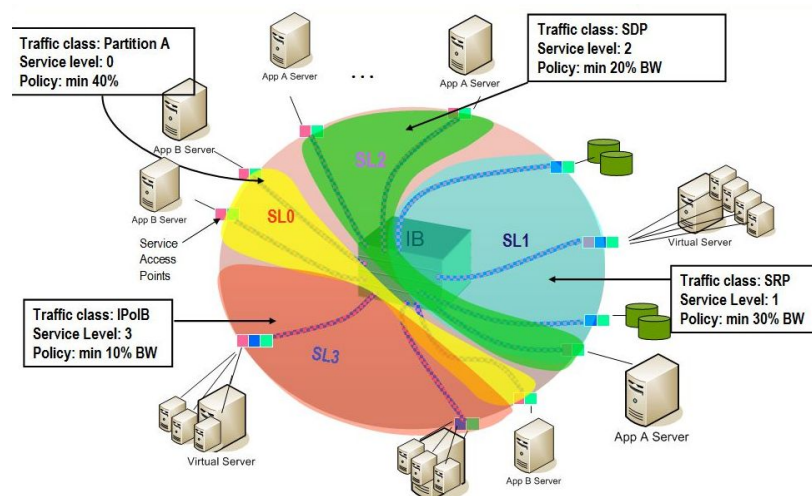 Traffic class: Partition A
Service level: 0
Policy: min 40%
App A Server
...
App A Server
Traffic class: SDP
Service level: 2
Policy: min 20% BW
App B Server
App B Server
Service
Access
Points
SL2
SL0
IB
SL1
SL3
Virtual Server
Traffic class: SRP
Service Level: 1
Policy: min 30% BW
Traffic class: IPoIB
Service Level: 3
Policy: min 10% BW
Virtual Server
App B Server
App A Server